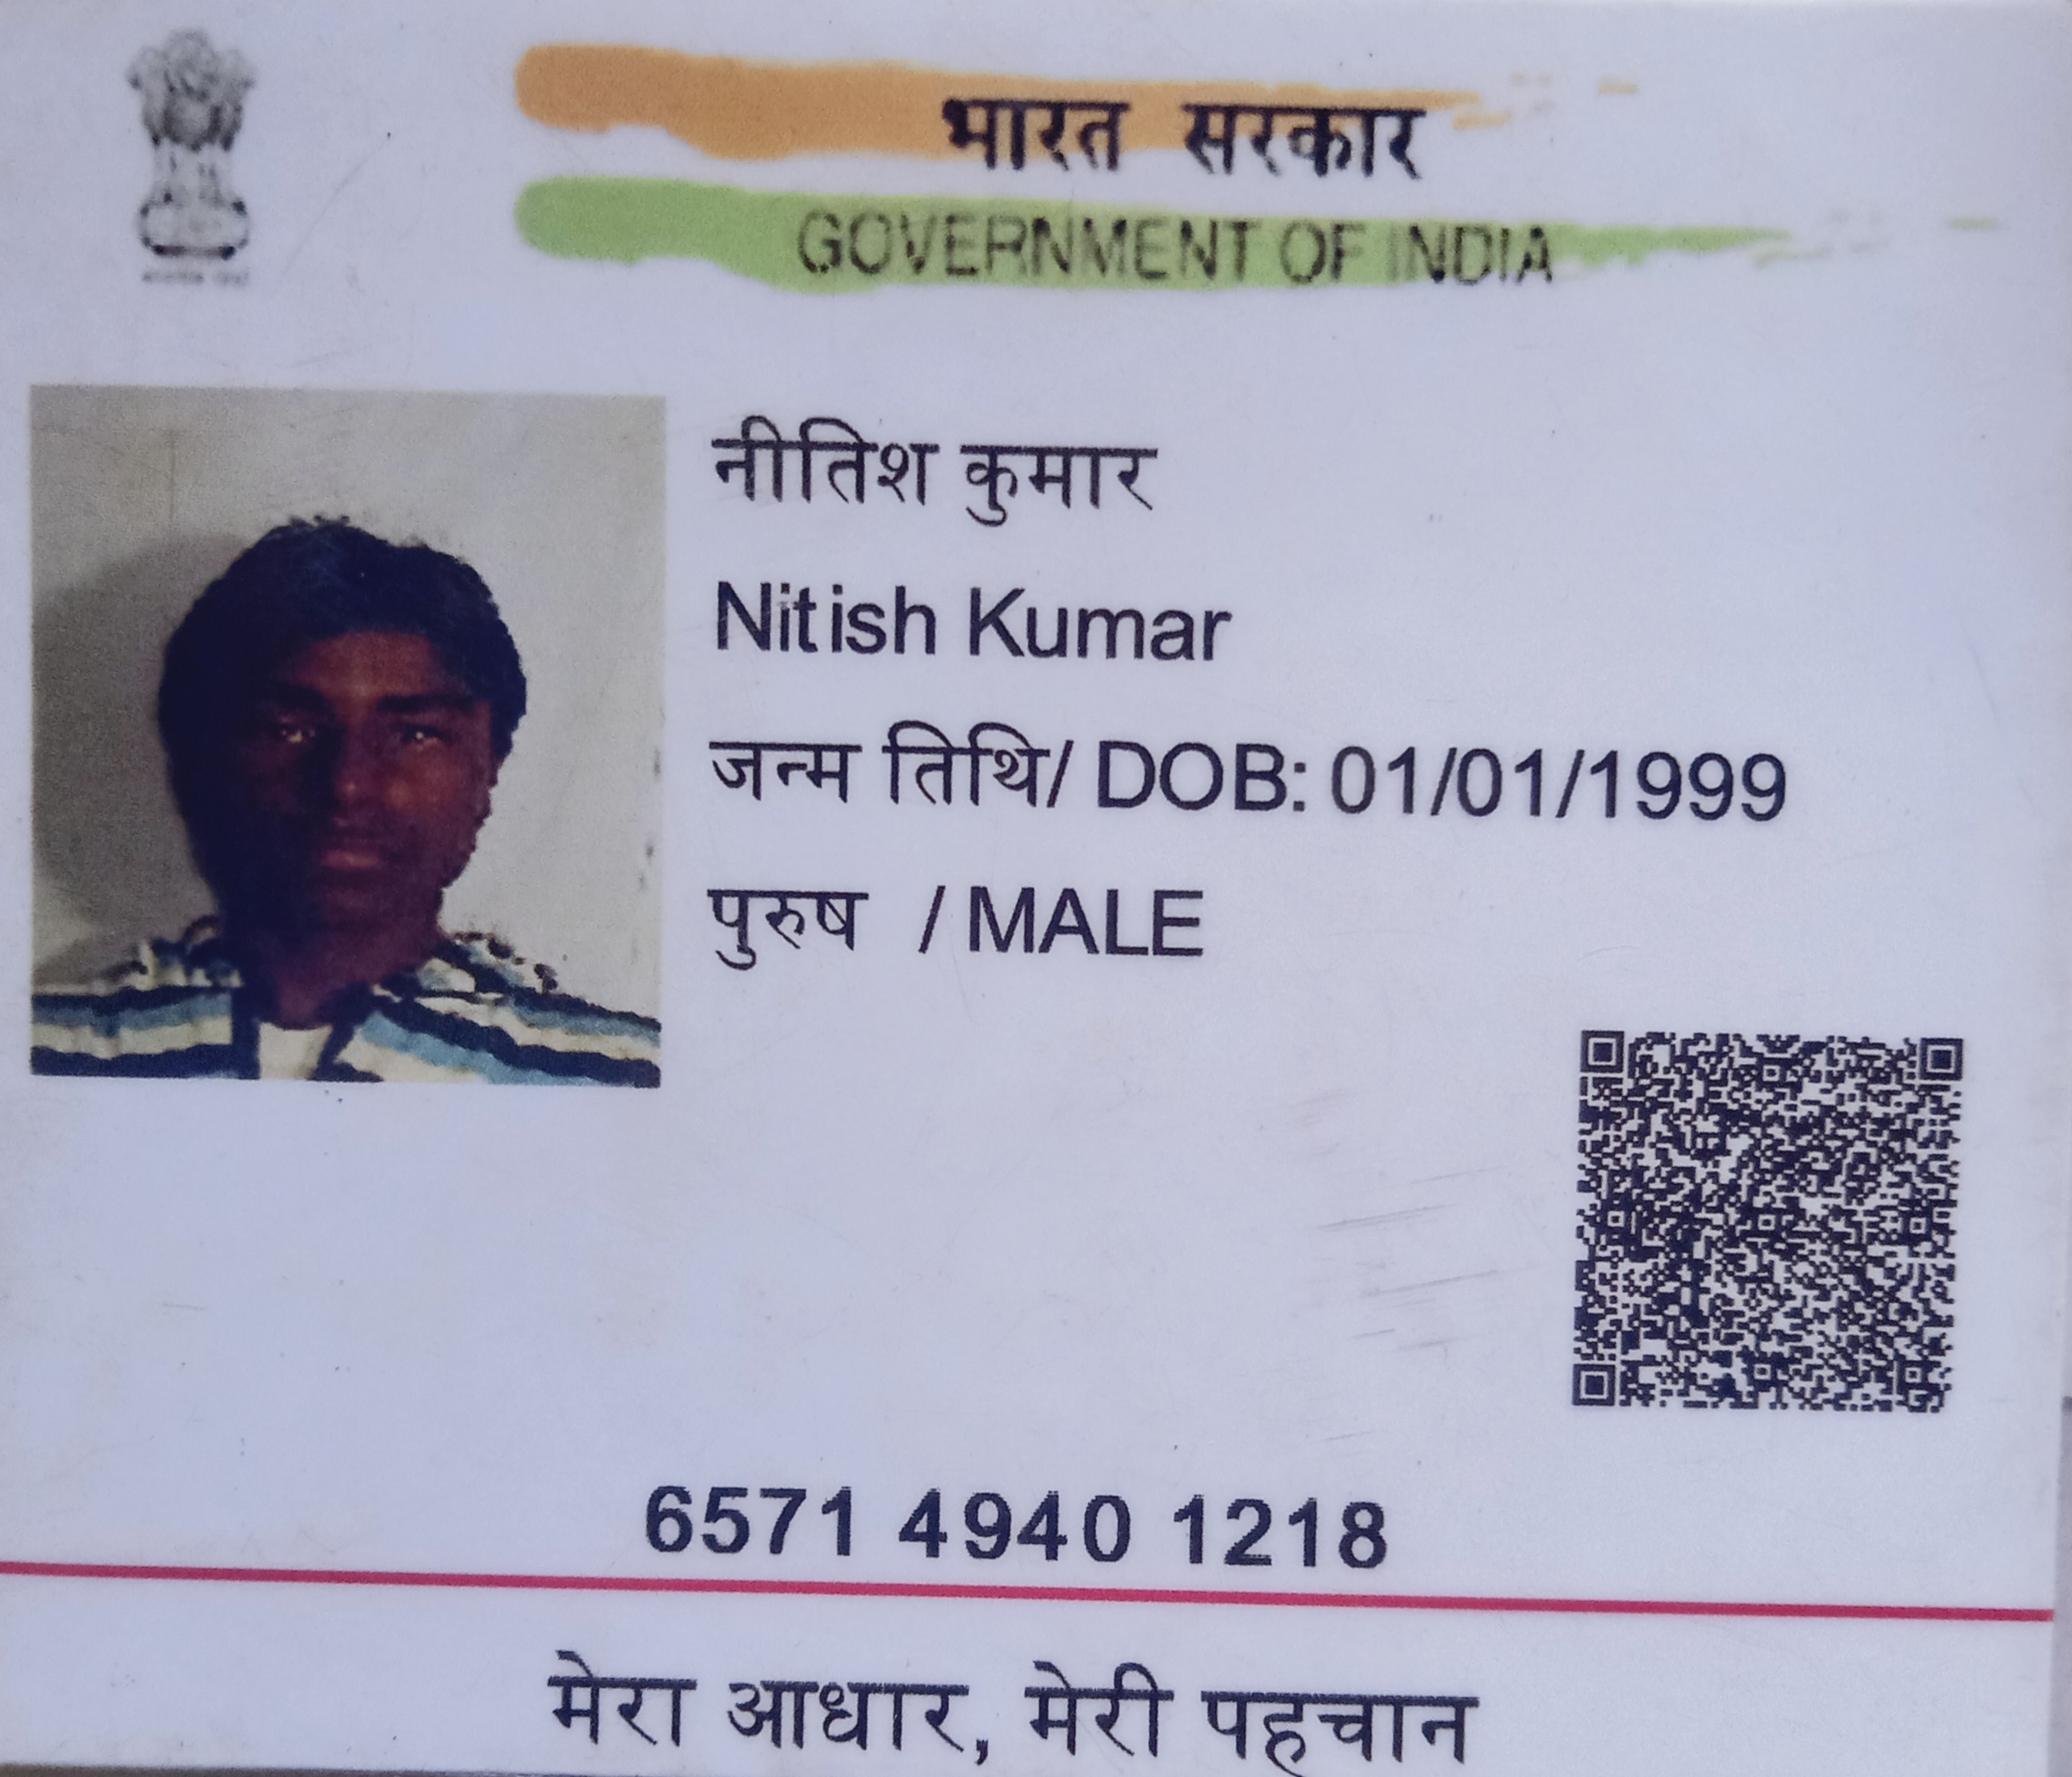 भारत सरकार
GOVERNMENT OF INDIA
नीतिश कुमार
Nitish Kumar
जन्म तिथि/ DOB: 01/01/1999
पुरुष / MALE
6571 4940 1218
मेरा आधार, मेरी पहचान